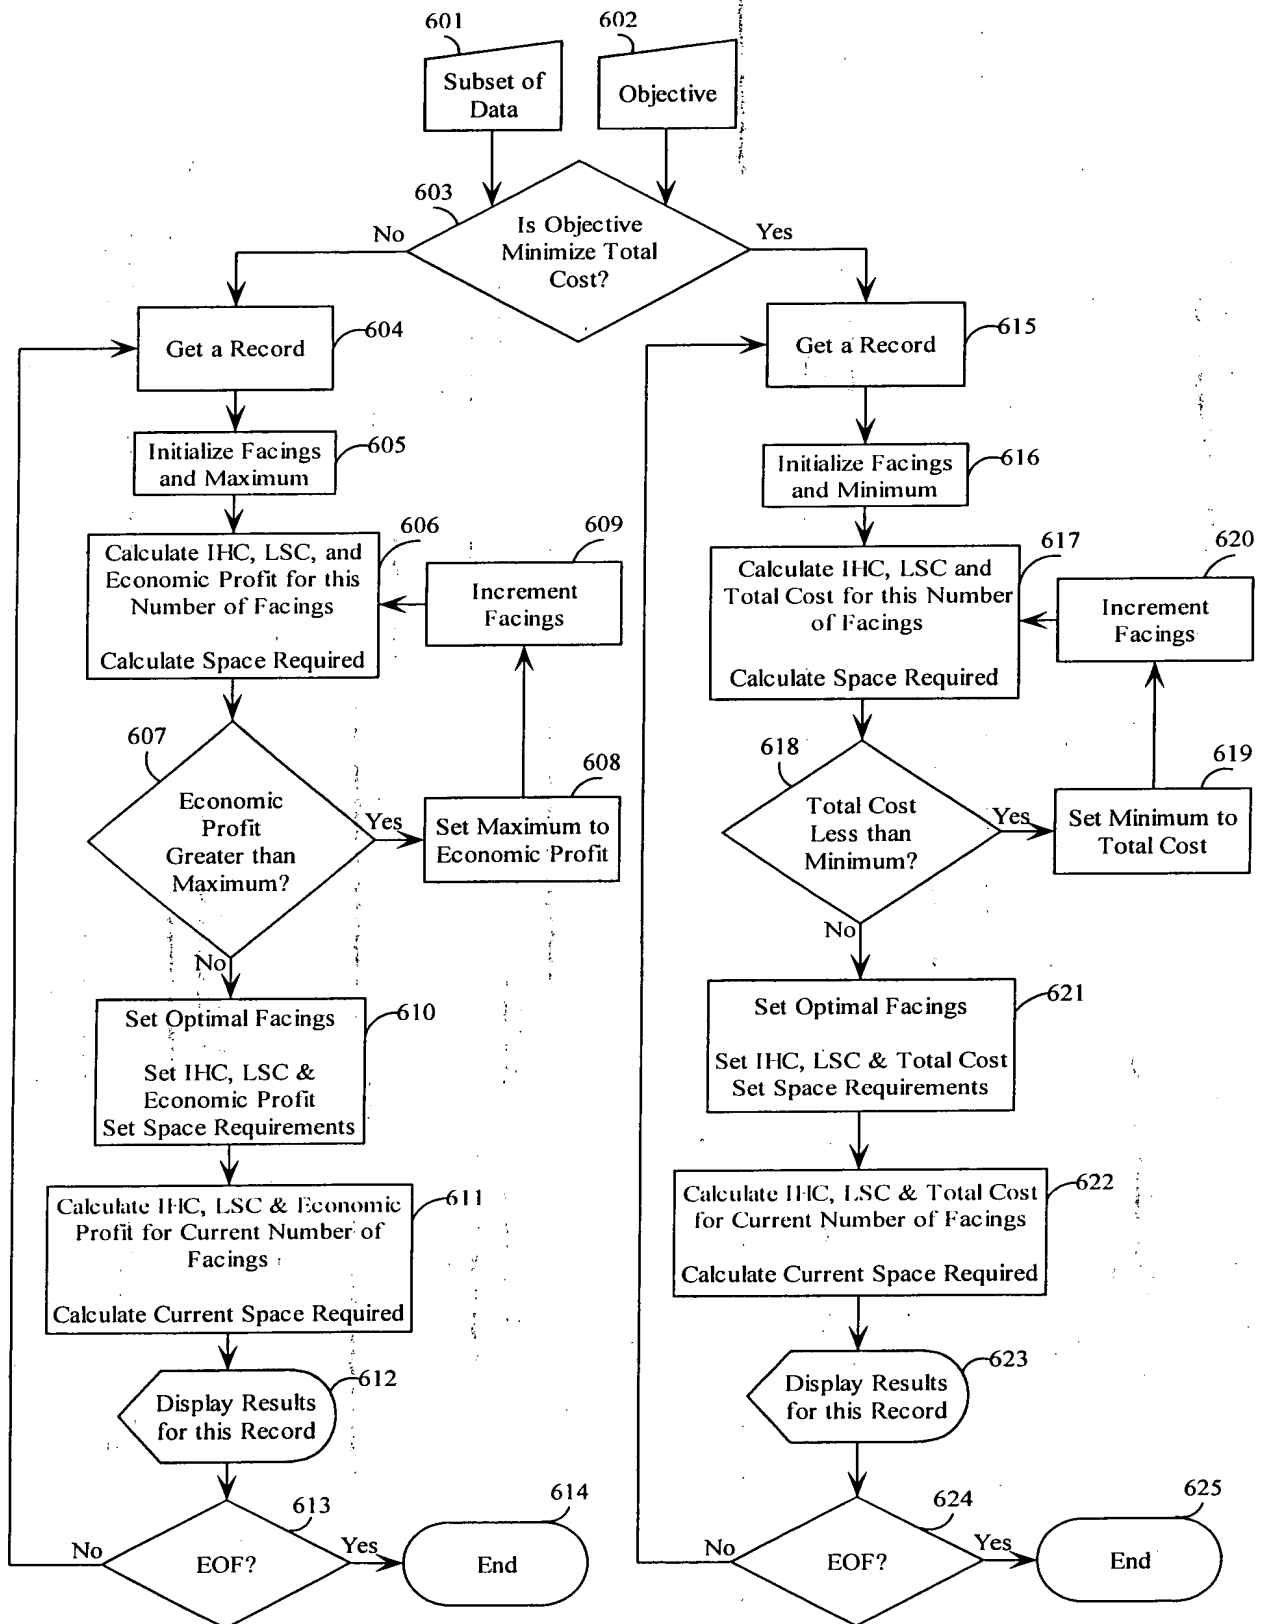 601
602
Subset of
Data
Objective
603
Is Objective
Minimize Total
Cost?
No
Yes
Get a Record
604
Initialize Facings
and Maximum
605
Calculate IHC, LSC, and
Economic Profit for this
Number of Facings
Calculate Space Required
606
609
Increment
Facings
607
Economic
Profit
Greater than
Maximum?
Yes
608
Set Maximum to
Economic Profit
No
Set Optimal Facings
Set IHC, LSC &
Economic Profit
Set Space Requirements
610
Calculate IHC, LSC & Economic
Profit for Current Number of
Facings
Calculate Current Space Required
611
Display Results
for this Record
612
613
EOF?
No
Yes
614
End
Get a Record
615
Initialize Facings
and Minimum
616
Calculate IHC, LSC and
Total Cost for this Number
of Facings
Calculate Space Required
617
620
Increment
Facings
618
Total Cost
Less than
Minimum?
Yes
619
Set Minimum to
Total Cost
No
Set Optimal Facings
Set IHC, LSC & Total Cost
Set Space Requirements
621
Calculate IHC, LSC & Total Cost
for Current Number of Facings
Calculate Current Space Required
622
Display Results
for this Record
623
624
EOF?
No
Yes
625
End